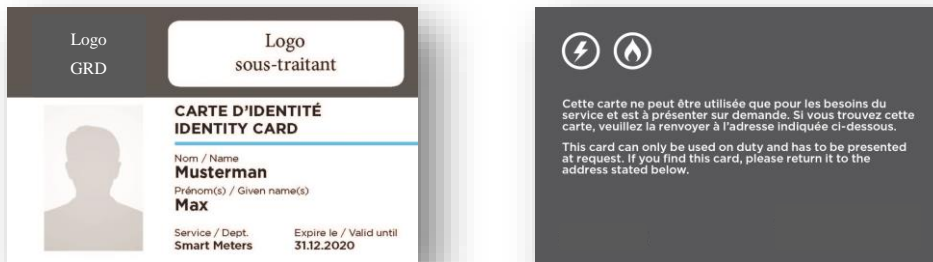 Logo
GRD
Logo
sous-traitant
CARTE D'IDENTITÉ
IDENTITY CARD
Nom / Name
Musterman
Prénom(s) / Given name(s)
Max
Service / Dept.
Smart Meters
Expire le / Valid until
31.12.2020
Cette carte ne peut être utilisée que pour les besoins du
service et est à présenter sur demande. Si vous trouvez cette
carte, veuillez la renvoyer à l'adresse indiquée ci-dessous.
This card can only be used on duty and has to be presented
at request. If you find this card, please return it to the
address stated below.